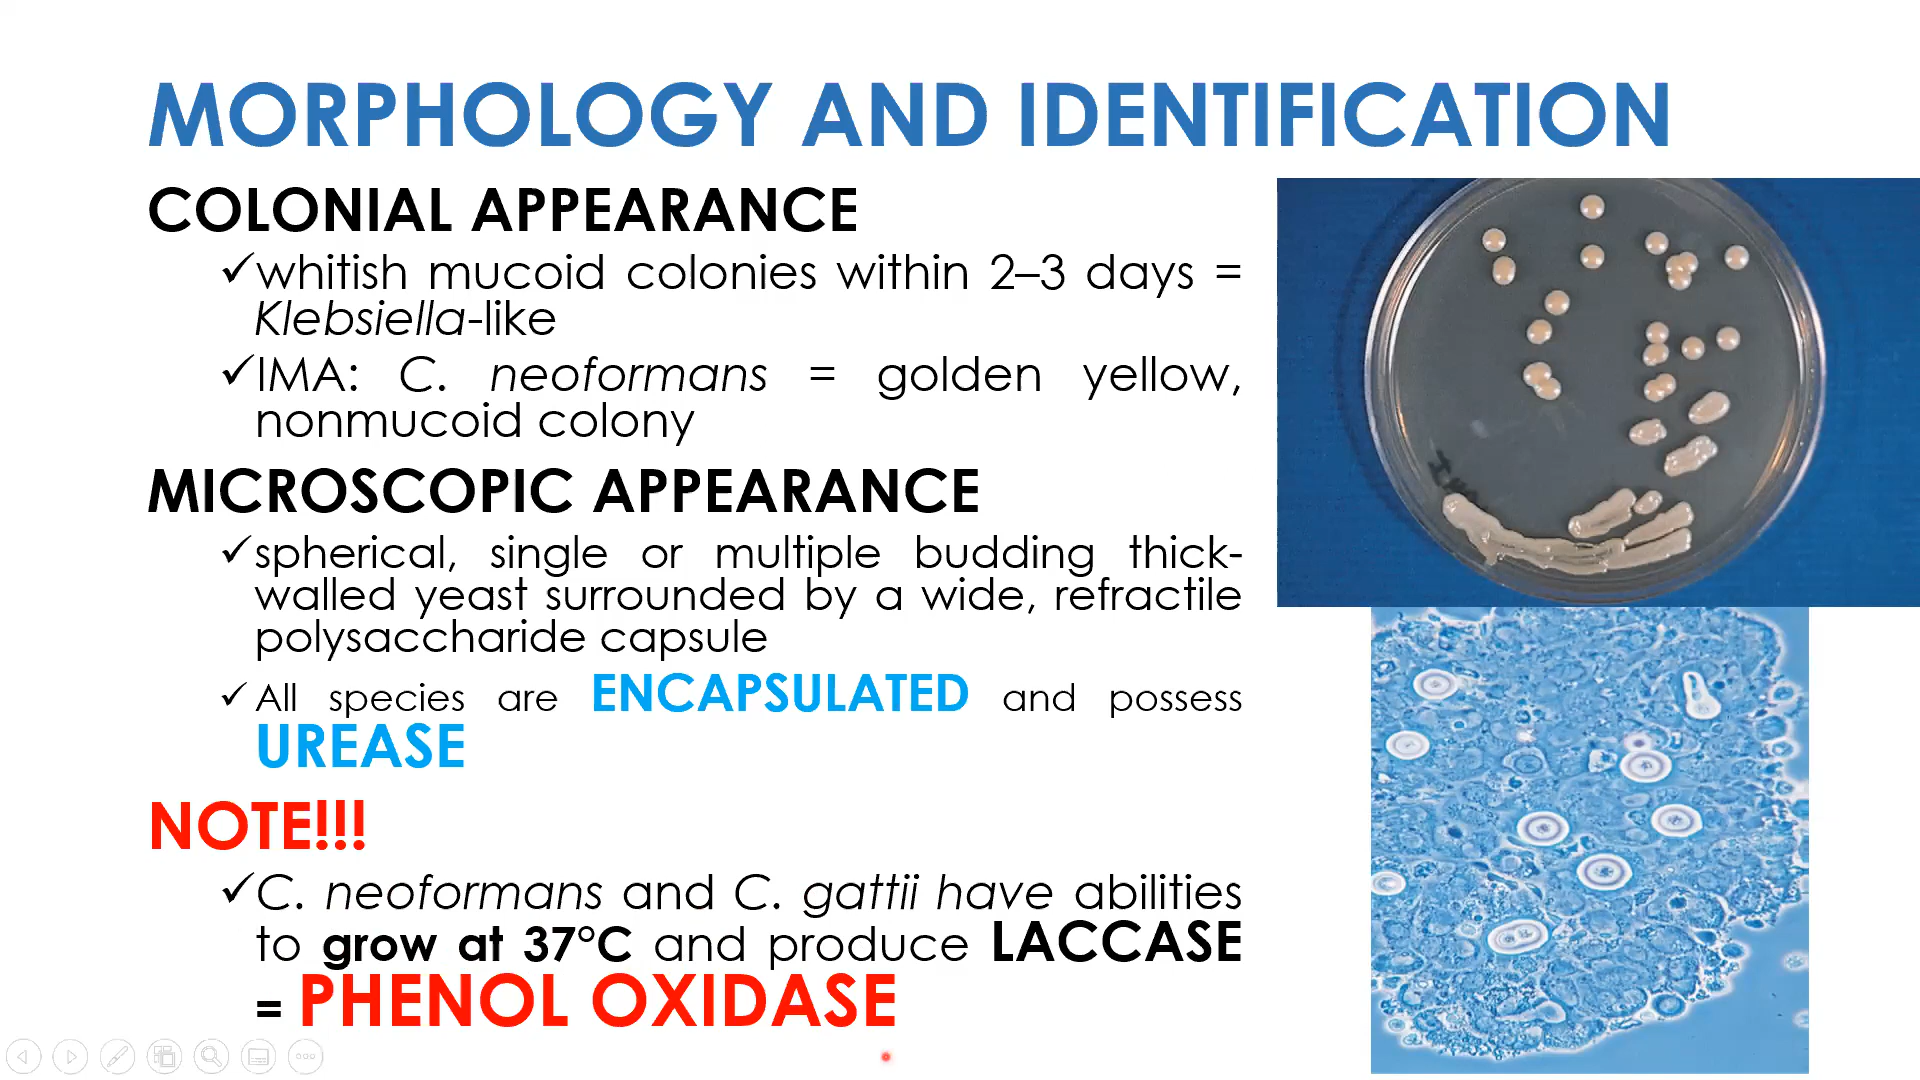 MORPHOLOGY AND IDENTIFICATION
COLONIAL APPEARANCE
✓whitish mucoid colonies within 2–3 days =
Klebsiella-like
✓IMA: C. neoformans = golden yellow,
nonmucoid colony
MICROSCOPIC APPEARANCE
✓spherical, single or multiple budding thick-
walled yeast surrounded by a wide, refractile
polysaccharide capsule
✓All species are ENCAPSULATED and possess
UREASE
NOTE!!!
✓C. neoformans and C. gattii have abilities
to grow at 37°C and produce LACCASE
= PHENOL OXIDASE